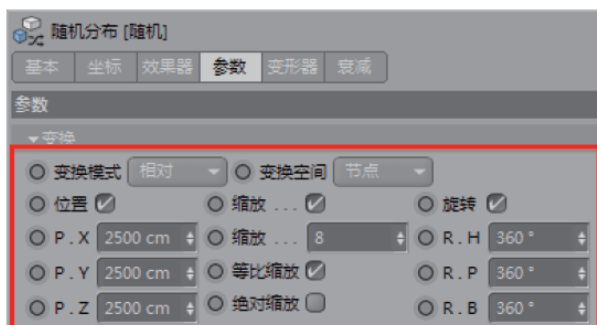 随机分布 [随机]
基本 坐标 效果器 参数 变形器 衰减
参数
变换
变换模式 相对 变换空间 节点
位置 缩放 . . . 旋转
P . X 2500 cm 缩放 . . . 8 R . H 360 °
P . Y 2500 cm 等比缩放 R . P 360 °
P . Z 2500 cm 绝对缩放 R . B 360 °